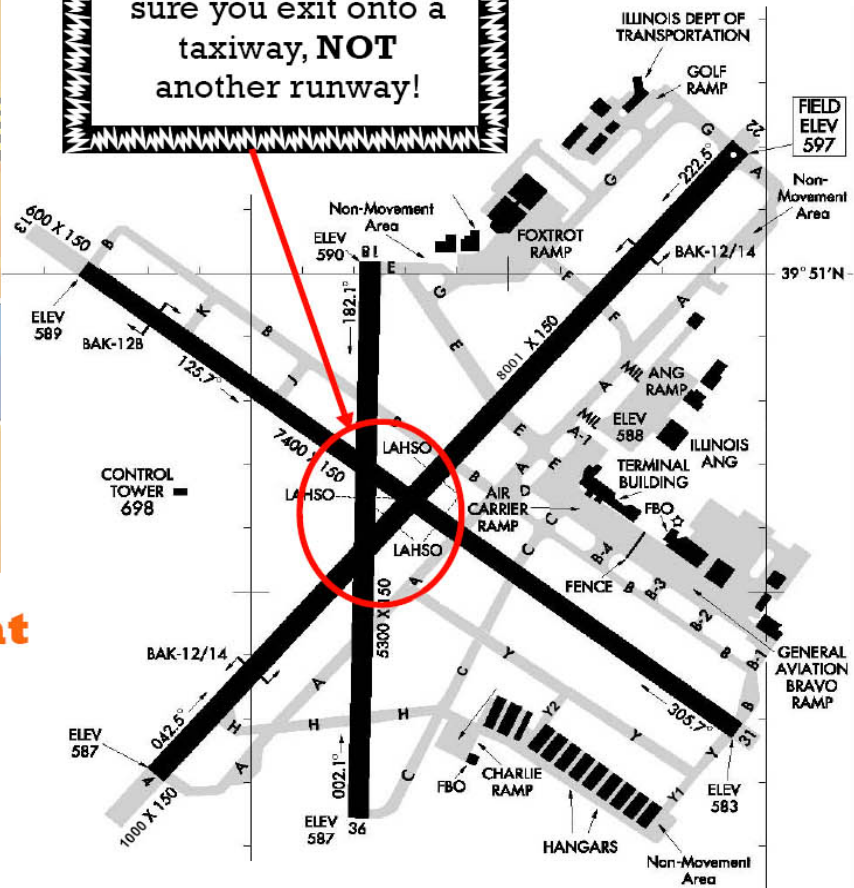 sure you exit onto a
taxiway, NOT
another runway!
ILLINOIS DEPT OF
TRANSPORTATION
GOLF
RAMP
FIELD
ELEV
597
22
G
A
222.5°
Non-
Movement
Area
G
600 X 150
13
B
Non-Movement
Area
ELEV
590
18
E
FOXTROT
RAMP
BAK-12/14
39°51'N
G
F
F
A
182.1°
ELEV
589
K
BAK-12B
B
E
8001 X 150
125.7°
J
MIL
ANG
RAMP
A
MIL
A-1
ELEV
588
ILLINOIS
ANG
7400 X 150
LAHSO
E
E
B
A
D
TERMINAL
BUILDING
CONTROL
TOWER
698
LAHSO
AIR
CARRIER
RAMP
FBO
C
LAHSO
C
B-4
FENCE
A
B
B-3
B-2
5300 X 150
B
B-1
GENERAL
AVIATION
BRAVO
RAMP
at
BAK-12/14
Y
A
C
305.7°
B
31
042.5°
H
H
H
Y2
Y
Y
ELEV
587
4
A
1000 X 150
002.1°
C
FBO
CHARLIE
RAMP
Y1
ELEV
583
ELEV
587
36
HANGARS
Non-Movement
Area